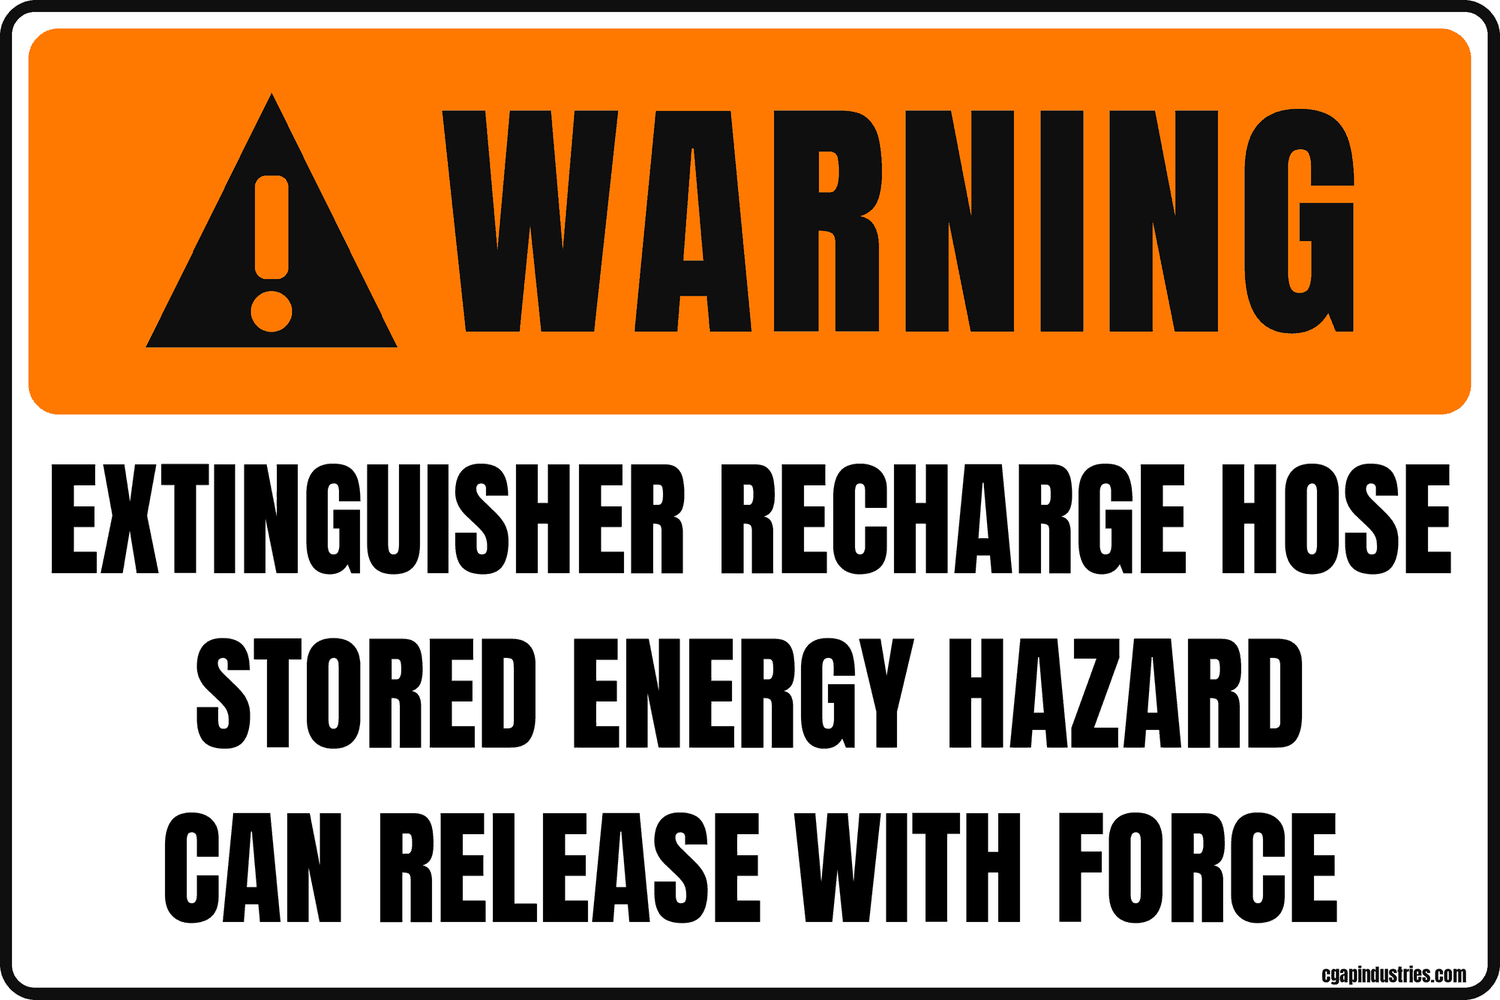 WARNING
EXTINGUISHER RECHARGE HOSE
STORED ENERGY HAZARD
CAN RELEASE WITH FORCE
cgapindustries.com